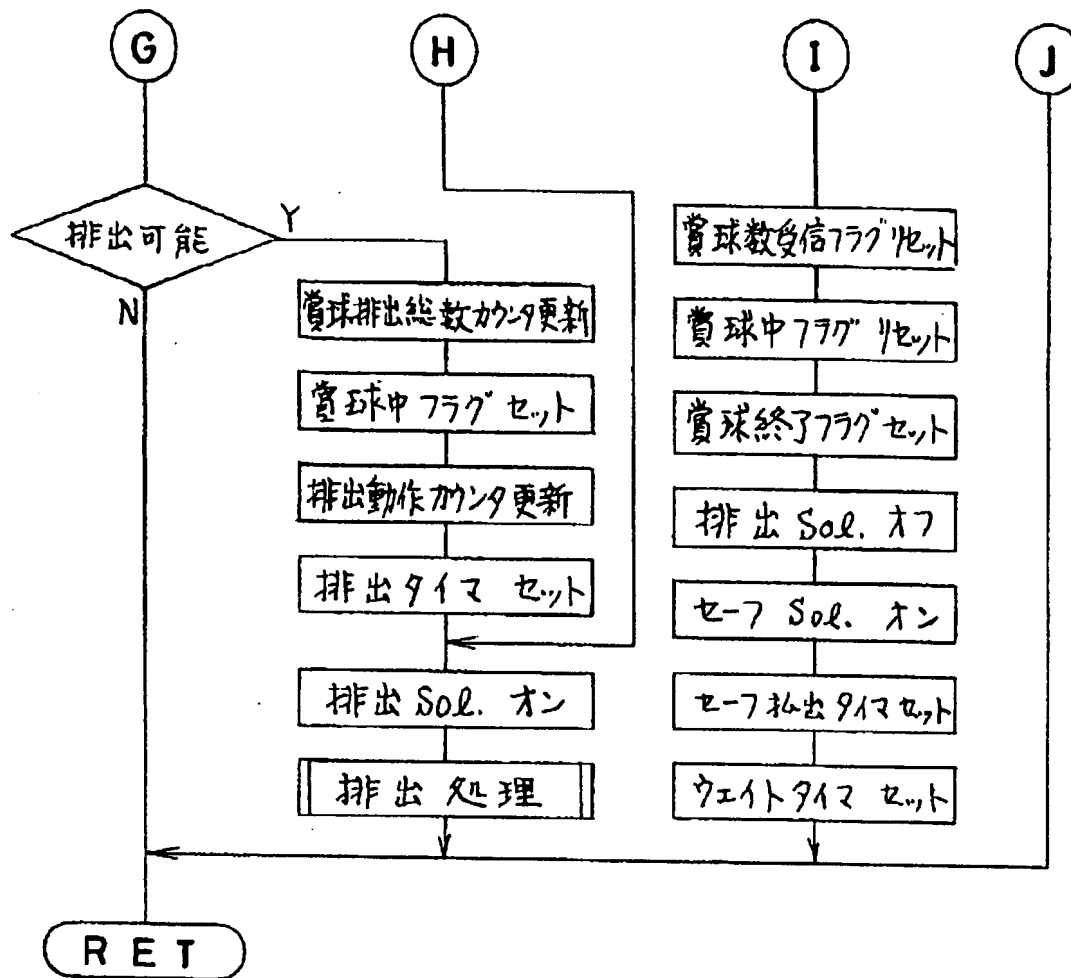 G
H
I
J
排出可能
Y
N
賞球排出総数カウンタ更新
賞球中フラグセット
排出動作カウンタ更新
排出タイマ セット
排出Sol. オン
排出処理
賞球数受信フラグリセット
賞球中フラグ リセット
賞球終了フラグセット
排出 Sol. オフ
セーフ Sol. オン
セーフ払出タイマセット
ウェイトタイマ セット
RET